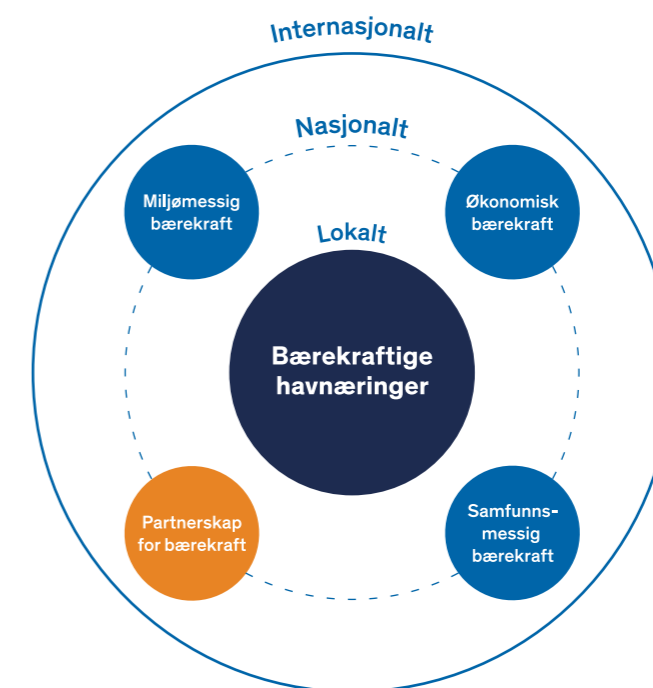 Internasjonalt
Nasjonalt
Miljømessig
bærekraft
Økonomisk
bærekraft
Lokalt
Bærekraftige
havnæringer
Partnerskap
for bærekraft
Samfunns-
messig
bærekraft